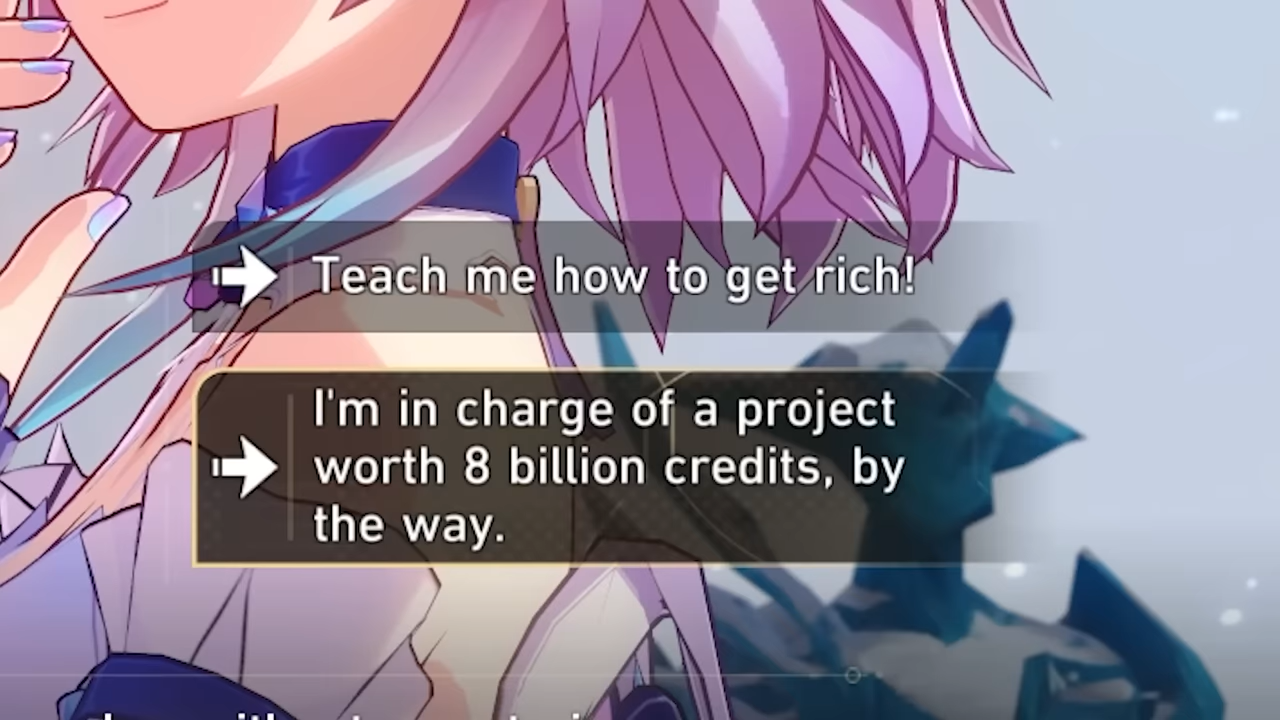 Teach me how to get rich!
I'm in charge of a project
worth 8 billion credits, by
the way.